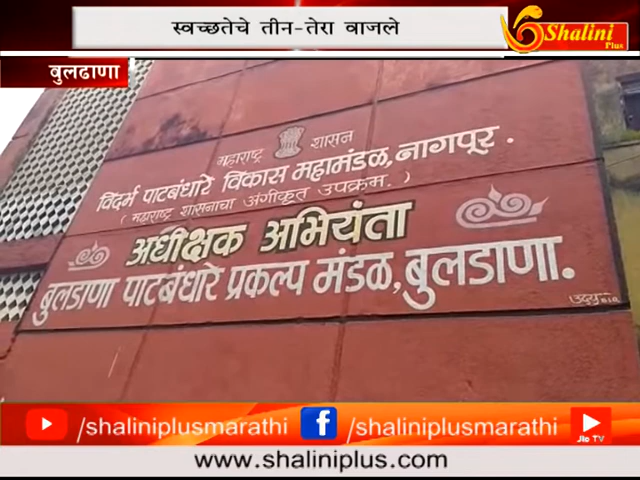 स्वच्छतेचे तीन-तेरा वाजले
Shalini
Plus
बुलढाणा
महाराष्ट्र शासन
विदर्भ पाटबंधारे विकास महामंडळ,नागपूर.
(महाराष्ट्र शासनाचा अंगीकृत उपक्रम.)
अधीक्षक अभियंता
बुलडाणा पाटबंधारे प्रकल्प मंडळ,बुलडाणा.
/shaliniplusmarathi
/shaliniplusmarathi
Jio TV
www.shaliniplus.com